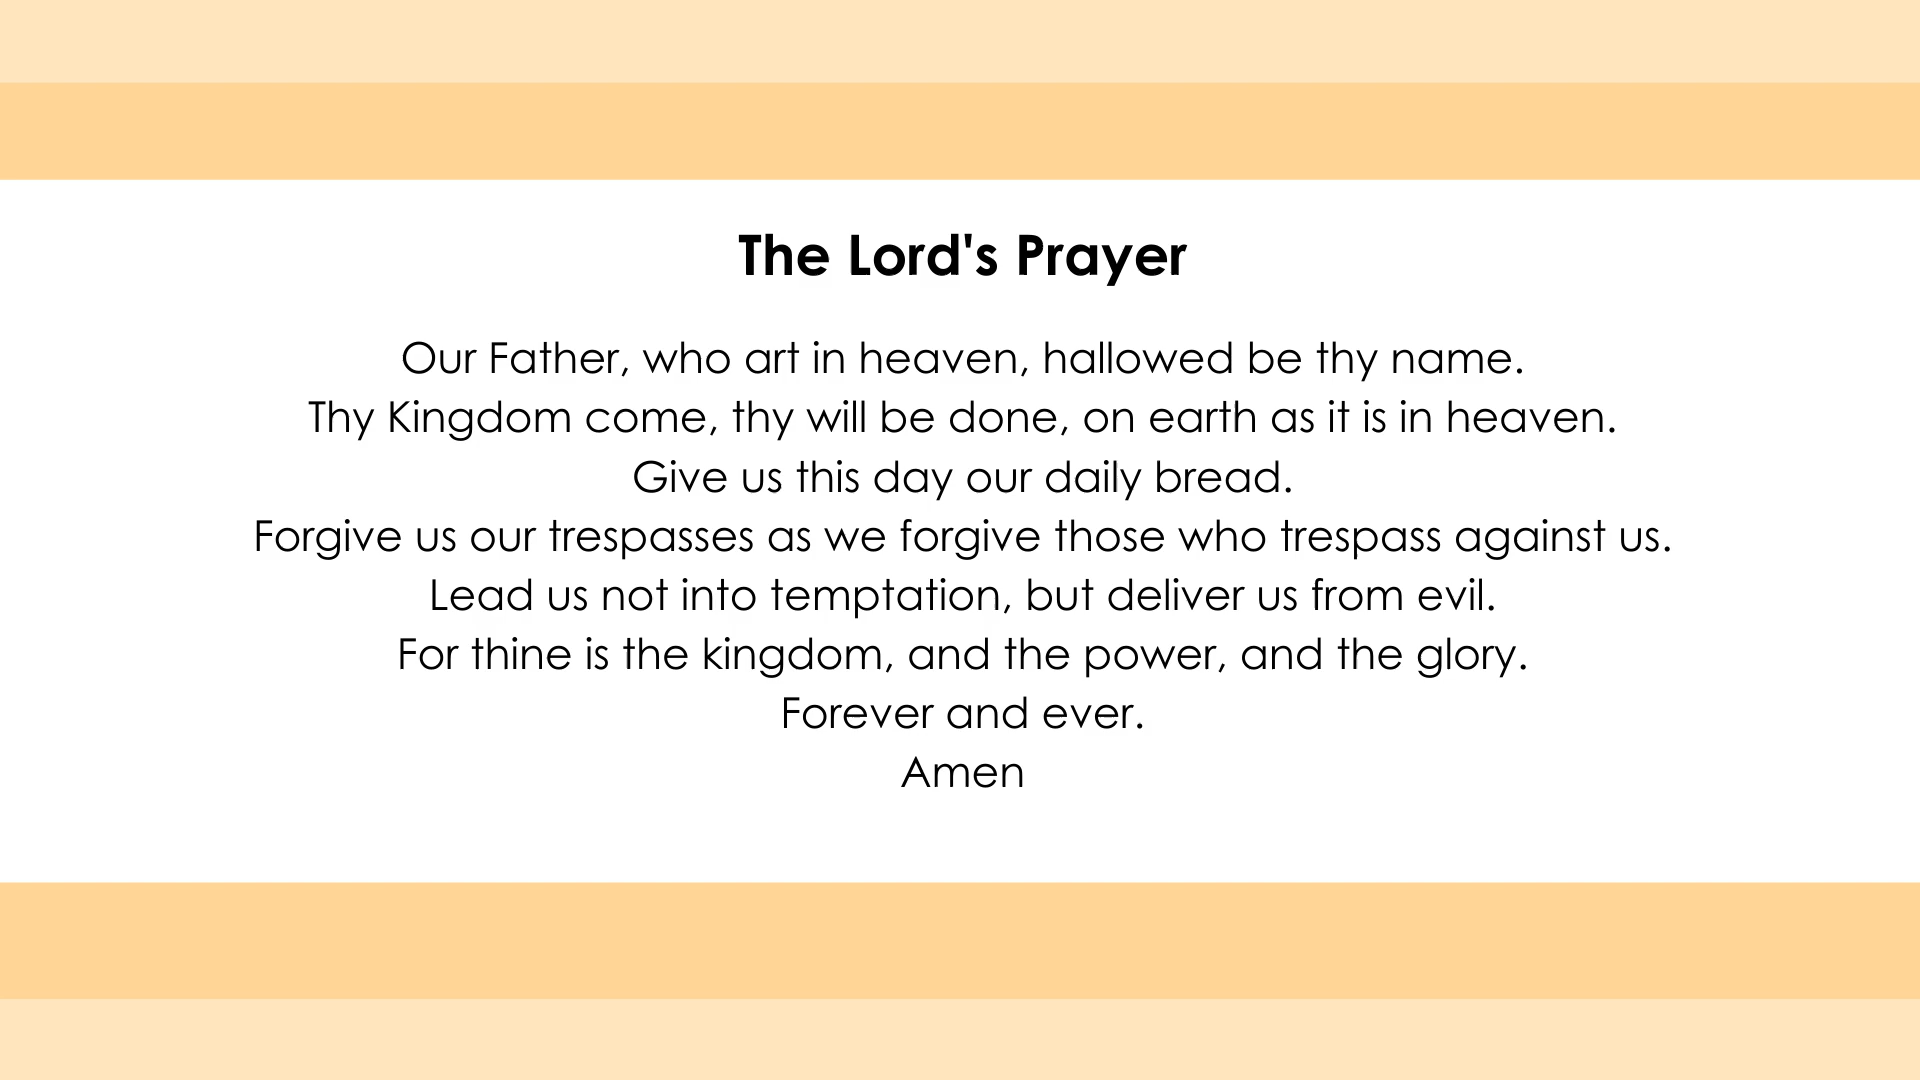 The Lord's Prayer
Our Father, who art in heaven, hallowed be thy name.
Thy Kingdom come, thy will be done, on earth as it is in heaven.
Give us this day our daily bread.
Forgive us our trespasses as we forgive those who trespass against us.
Lead us not into temptation, but deliver us from evil.
For thine is the kingdom, and the power, and the glory.
Forever and ever.
Amen